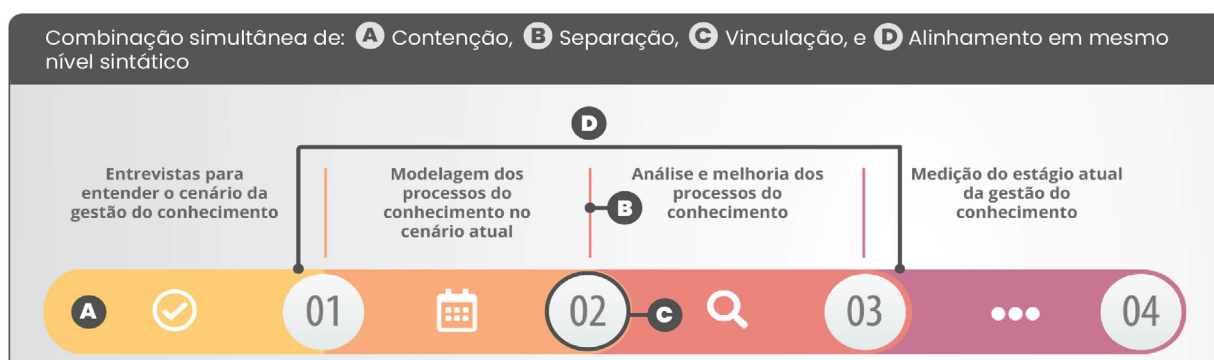 Combinação simultânea de: A Contenção, B Separação, C Vinculação, e D Alinhamento em mesmo
nível sintático
D
Entrevistas para
entender o cenário da
gestão do conhecimento
Modelagem dos
processos do
conhecimento no
cenário atual
B
Análise e melhoria dos
processos do
conhecimento
Medição do estágio atual
da gestão do
conhecimento
A
01
02
C
03
04